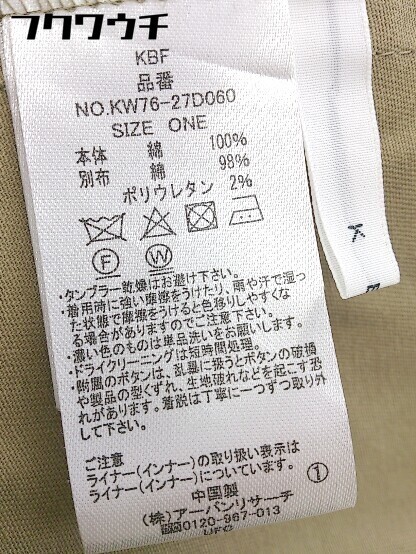 フクウウチ
KBF
品番
NO.KW76-27D060
SIZE ONE
本体 綿 100%
別布 綿 98%
ポリウレタン 2%
F W
・タンブラー乾燥はお避け下さい。
・着用時に強い摩擦をうけたり、雨や汗で湿っ
た状態で摩擦をうけると色移りしやすくな
る場合がありますのでご注意下さい。
・濃い色のものは単品洗いをお願いします。
・ドライクリーニングは短時間処理。
・附属のボタンは、乱暴に扱うとボタンの破損
や製品の型くずれ、生地破れなどを起こす恐
れがあります。着脱は丁寧に一つずつ取り外
して下さい。
ご注意
ライナー(インナー)の取り扱い表示は
ライナー(インナー)についています。
中国製 ①
(株)アーバンリサーチ
0120-967-013
UFC
K